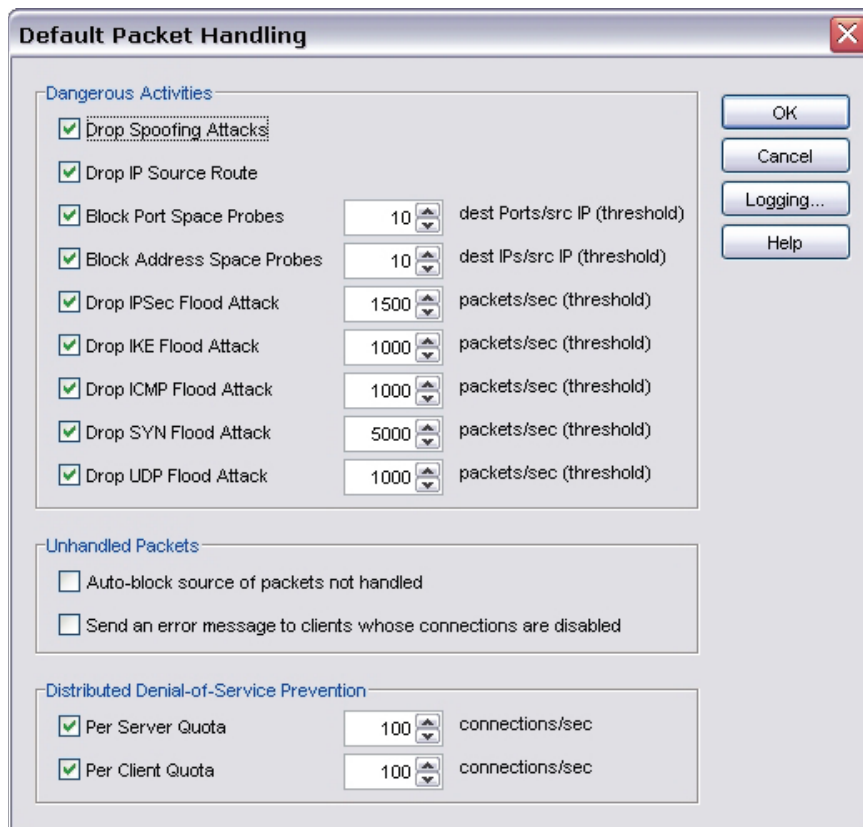 Default Packet Handling
Dangerous Activities
Drop Spoofing Attacks
Drop IP Source Route
Block Port Space Probes 10 dest Ports/src IP (threshold)
Block Address Space Probes 10 dest IPs/src IP (threshold)
Drop IPSec Flood Attack 1500 packets/sec (threshold)
Drop IKE Flood Attack 1000 packets/sec (threshold)
Drop ICMP Flood Attack 1000 packets/sec (threshold)
Drop SYN Flood Attack 5000 packets/sec (threshold)
Drop UDP Flood Attack 1000 packets/sec (threshold)
Unhandled Packets
Auto-block source of packets not handled
Send an error message to clients whose connections are disabled
Distributed Denial-of-Service Prevention
Per Server Quota 100 connections/sec
Per Client Quota 100 connections/sec
OK
Cancel
Logging...
Help